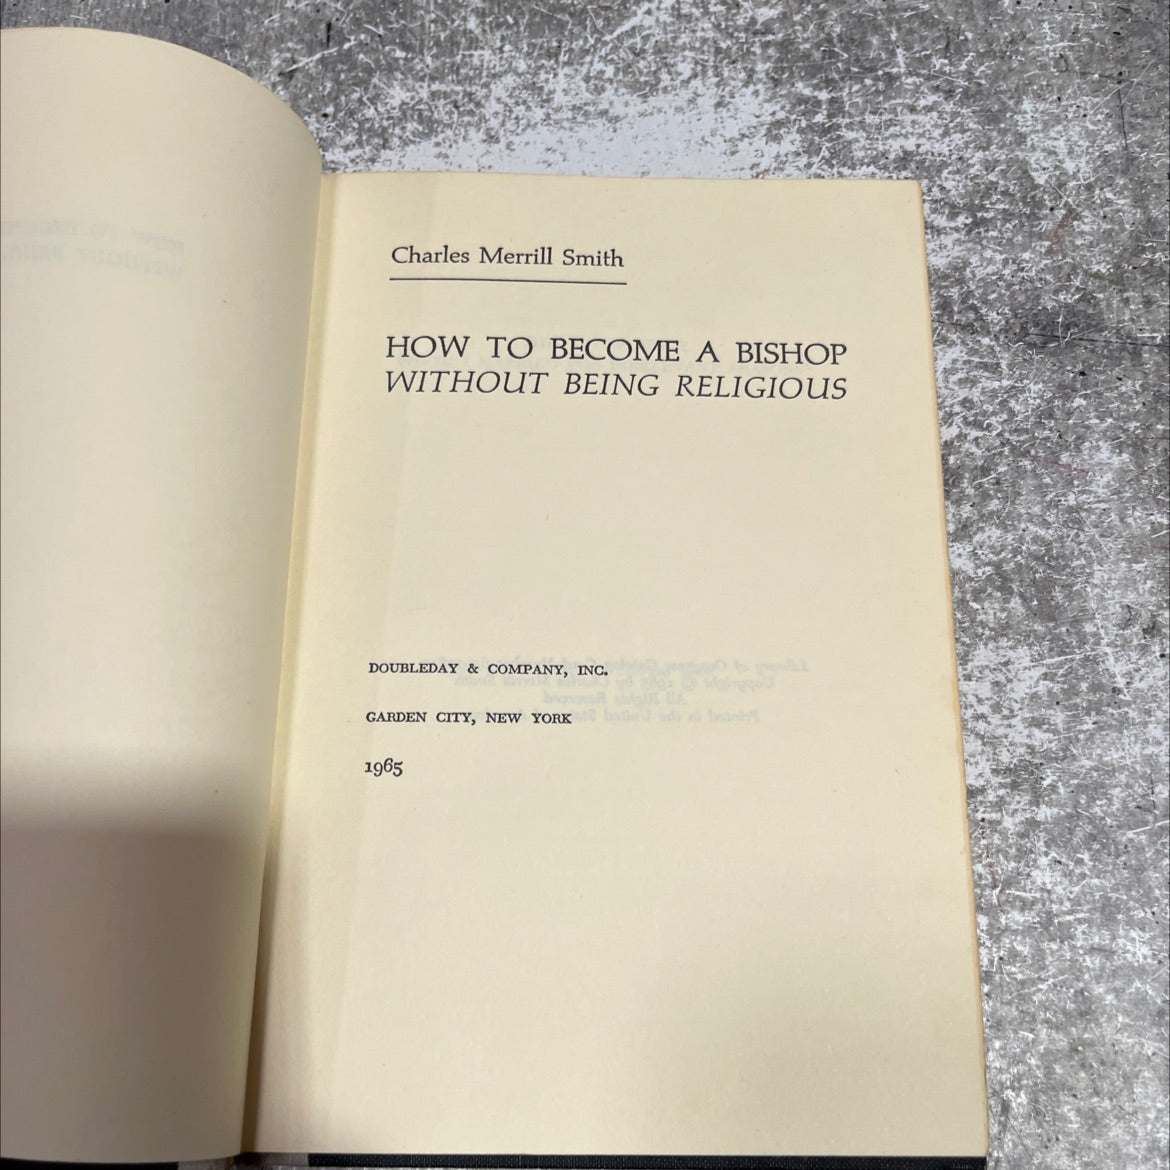 Charles Merrill Smith
HOW TO BECOME A BISHOP
WITHOUT BEING RELIGIOUS
DOUBLEDAY & COMPANY, INC.
GARDEN CITY, NEW YORK
1965